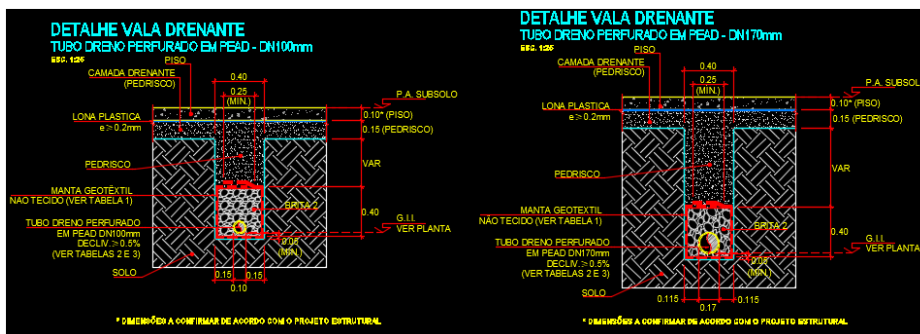 DETALHE VALA DRENANTE
TUBO DRENO PERFURADO EM PEAD - DN100mm
ESC. 1:25
PISO
CAMADA DRENANTE
(PEDRISCO)
0.40
0.25
(MIN.)
P.A. SUBSOLO
0.10* (PISO)
LONA PLASTICA
e≥0.2mm
0.15 (PEDRISCO)
PEDRISCO
VAR
MANTA GEOTÊXTIL
NÃO TECIDO (VER TABELA 1)
BRITA 2
0.40
TUBO DRENO PERFURADO
EM PEAD DN100mm
DECLIV.≥0.5%
(VER TABELAS 2 E 3)
G.I.I.
VER PLANTA
0.05
(MIN.)
SOLO
0.15
0.15
0.10
* DIMENSÕES A CONFIRMAR DE ACORDO COM O PROJETO ESTRUTURAL
DETALHE VALA DRENANTE
TUBO DRENO PERFURADO EM PEAD - DN170mm
ESC. 1:25
PISO
0.40
CAMADA DRENANTE
(PEDRISCO)
0.25
(MIN.)
P.A. SUBSOLO
0.10* (PISO)
LONA PLASTICA
e≥0.2mm
0.15 (PEDRISCO)
VAR
PEDRISCO
MANTA GEOTEXTIL
NÃO TECIDO (VER TABELA 1)
BRITA 2
0.40
TUBO DRENO PERFURADO
EM PEAD DN170mm
DECLIV.≥0.5%
(VER TABELAS 2 E 3)
G.I.I.
VER PLANTA
0.05
(MIN.)
SOLO
0.115
0.115
0.17
* DIMENSÕES A CONFIRMAR DE ACORDO COM O PROJETO ESTRUTURAL